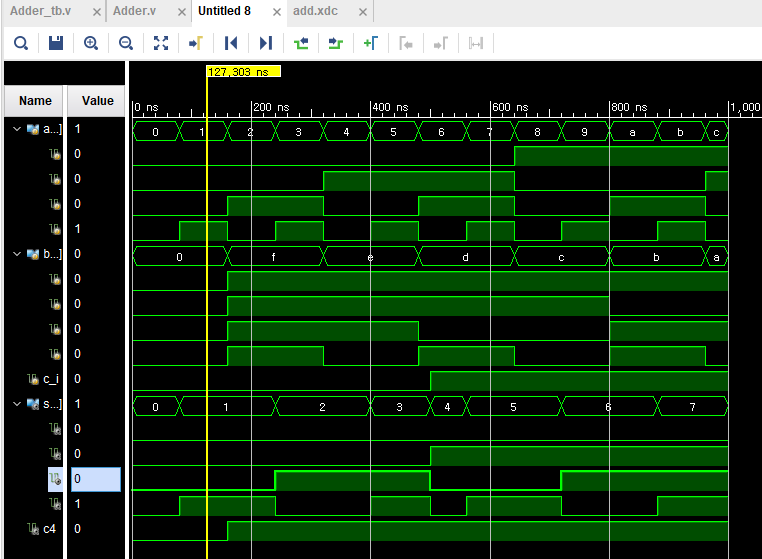 Adder_tb.v Adder.v Untitled 8 add.xdc
127,303 ns
Name Value
0 ns 200 ns 400 ns 600 ns 800 ns 1,000
a...] 1 0 1 2 3 4 5 6 7 8 9 a b c
0
0
0
1
b...] 0 0 f e d c b a
0
0
0
0
c_i 0
s...] 1 0 1 2 3 4 5 6 7
0
0
0
1
c4 0